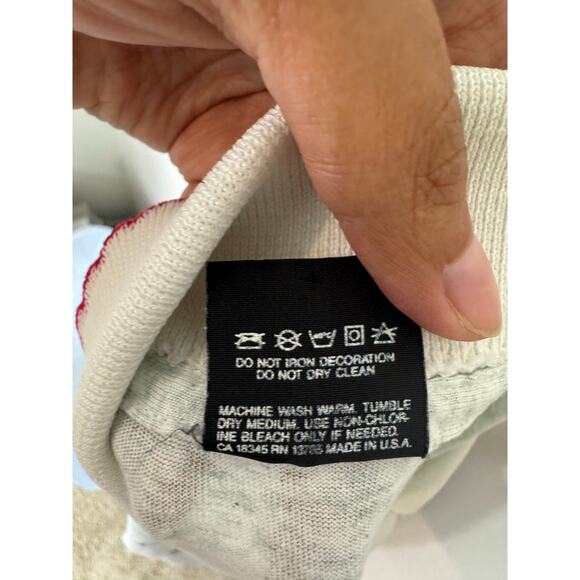 DO NOT IRON DECORATION
DO NOT DRY CLEAN
MACHINE WASH WARM. TUMBLE
DRY MEDIUM. USE NON-CHLOR-
INE BLEACH ONLY IF NEEDED.
CA 18345 RN 13765 MADE IN U.S.A.